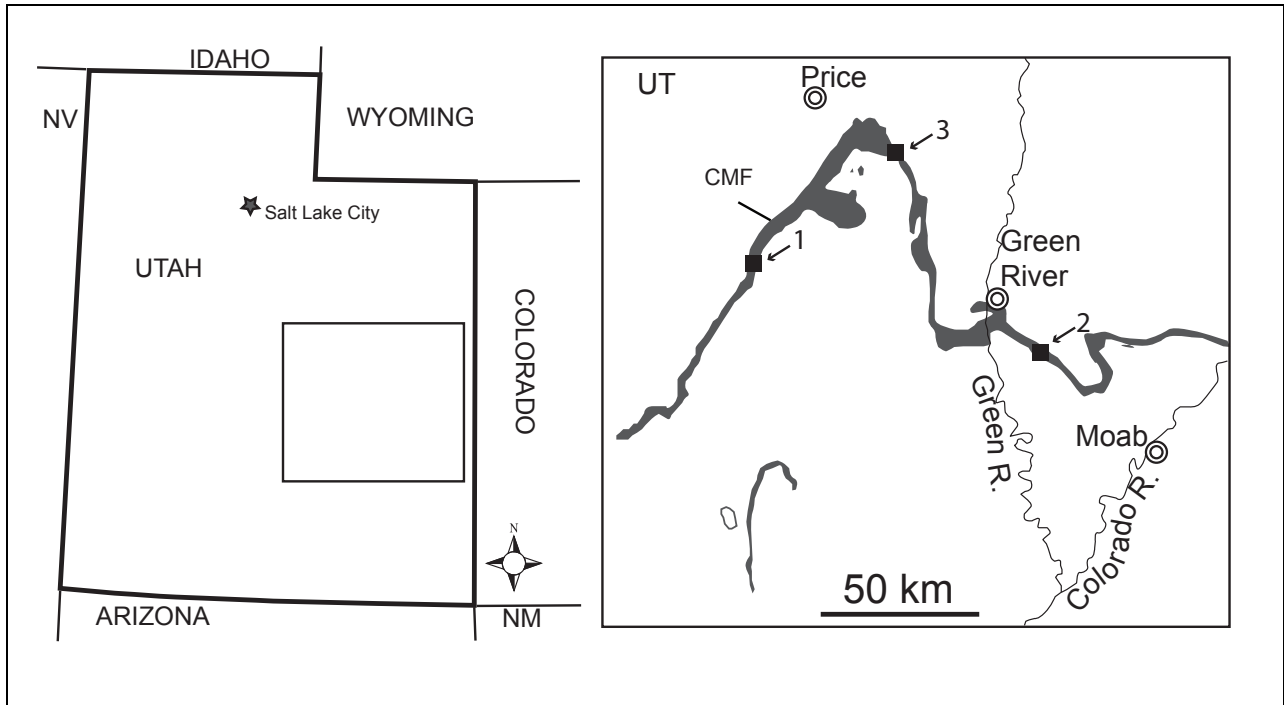 IDAHO
NV
WYOMING
Salt Lake City
UTAH
COLORADO
N
ARIZONA
NM
UT
Price
3
CMF
1
Green
River
2
Green R.
Moab
Colorado R.
50 km